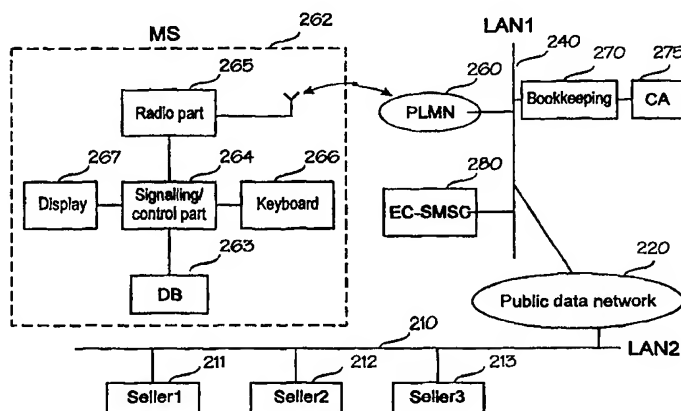 MS
262
LAN1
240
270
275
265
260
Radio part
PLMN
Bookkeeping
CA
267
264
266
280
Display
Signalling/
control part
Keyboard
EC-SMSC
263
220
DB
Public data network
210
LAN2
211
212
213
Seller1
Seller2
Seller3